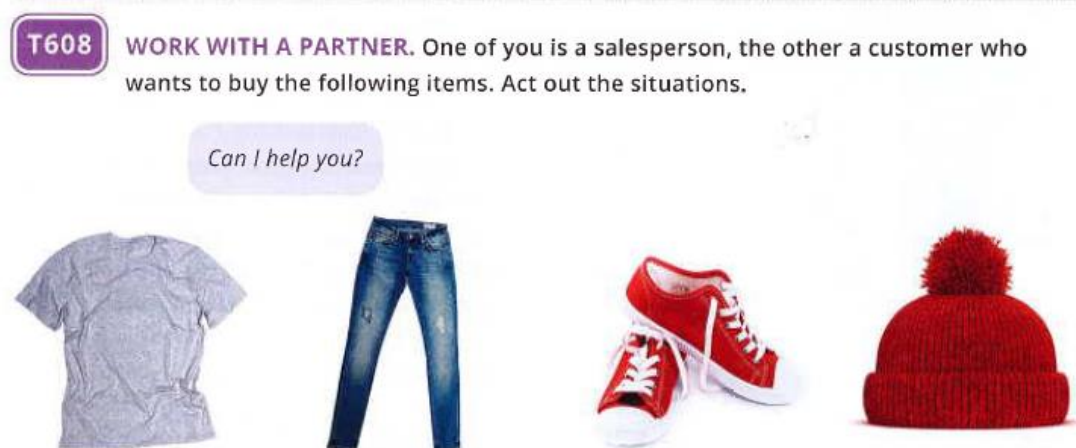 T608 WORK WITH A PARTNER. One of you is a salesperson, the other a customer who
wants to buy the following items. Act out the situations.
Can I help you?